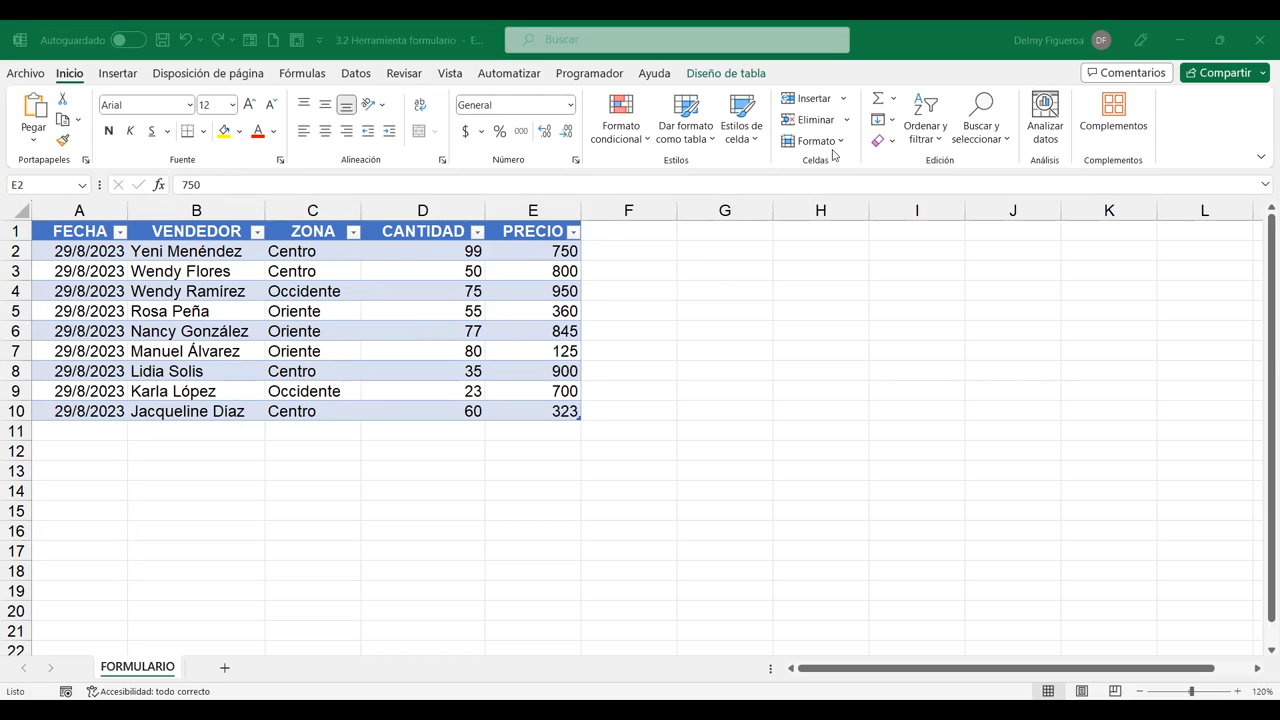 Autoguardado 3.2 Herramienta formulario - E... Buscar Delmy Figueroa DF
Archivo Inicio Insertar Disposición de página Fórmulas Datos Revisar Vista Automatizar Programador Ayuda Diseño de tabla Comentarios Compartir
Pegar
Portapapeles
Arial 12
N K S
Fuente
Alineación
General
$ % 000
Número
Formato condicional
Dar formato como tabla
Estilos de celda
Estilos
Insertar
Eliminar
Formato
Celdas
Ordenar y filtrar
Buscar y seleccionar
Edición
Analizar datos
Análisis
Complementos
Complementos
E2 fx 750
A B C D E F G H I J K L
1 FECHA VENDEDOR ZONA CANTIDAD PRECIO
2 29/8/2023 Yeni Menéndez Centro 99 750
3 29/8/2023 Wendy Flores Centro 50 800
4 29/8/2023 Wendy Ramírez Occidente 75 950
5 29/8/2023 Rosa Peña Oriente 55 360
6 29/8/2023 Nancy González Oriente 77 845
7 29/8/2023 Manuel Álvarez Oriente 80 125
8 29/8/2023 Lidia Solis Centro 35 900
9 29/8/2023 Karla López Occidente 23 700
10 29/8/2023 Jacqueline Díaz Centro 60 323
11
12
13
14
15
16
17
18
19
20
21
22
FORMULARIO
Listo Accesibilidad: todo correcto 120%